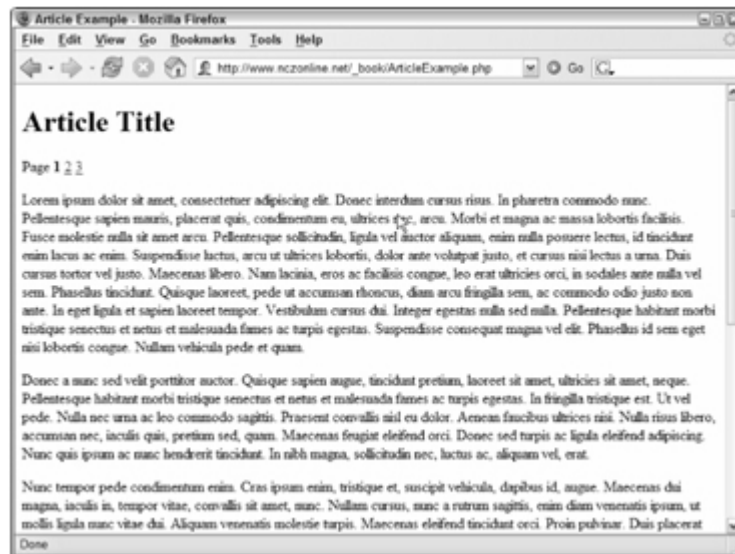 Article Example - Mozilla Firefox
File Edit View Go Bookmarks Tools Help
http://www.nczonline.net/_book/ArticleExample.php Go
Article Title
Page 1 2 3
Lorem ipsum dolor sit amet, consectetuer adipiscing elit. Donec interdum cursus risus. In pharetra commodo nunc.
Pellentesque sapien mauris, placerat quis, condimentum eu, ultrices nec, arcu. Morbi et magna ac massa lobortis facilisis.
Fusce molestie nulla sit amet arcu. Pellentesque sollicitudin, ligula vel auctor aliquam, enim nulla posuere lectus, id tincidunt
enim lacus ac enim. Suspendisse luctus, arcu ut ultrices lobortis, dolor ante volutpat justo, et cursus nisi lectus a urna. Duis
cursus tortor vel justo. Maecenas libero. Nam lacinia, eros ac facilisis congue, leo erat ultricies orci, in sodales ante nulla vel
sem. Phasellus tincidunt. Quisque laoreet, pede ut accumsan rhoncus, diam arcu fringilla sem, ac commodo odio justo non
ante. In eget ligula et sapien laoreet tempor. Vestibulum cursus dui. Integer egestas nulla sed nulla. Pellentesque habitant morbi
tristique senectus et netus et malesuada fames ac turpis egestas. Suspendisse consequat magna vel elit. Phasellus id sem eget
nisi lobortis congue. Nullam vehicula pede et quam.
Donec a nunc sed velit porttitor auctor. Quisque sapien augue, tincidunt pretium, laoreet sit amet, ultricies sit amet, neque.
Pellentesque habitant morbi tristique senectus et netus et malesuada fames ac turpis egestas. In fringilla tristique est. Ut vel
pede. Nulla nec urna ac leo commodo sagittis. Praesent convallis nisl eu dolor. Aenean faucibus ultrices nisi. Nulla risus libero,
accumsan nec, iaculis quis, pretium sed, quam. Maecenas feugiat eleifend orci. Donec sed turpis ac ligula eleifend adipiscing.
Nunc quis ipsum ac nunc hendrerit tincidunt. In nibh magna, sollicitudin nec, luctus ac, aliquam vel, erat.
Nunc tempor pede condimentum enim. Cras ipsum enim, tristique et, suscipit vehicula, dapibus id, augue. Maecenas dui
magna, iaculis in, tempor vitae, convallis sit amet, nunc. Nullam cursus, nunc a rutrum sagittis, enim diam venenatis ipsum, ut
mollis ligula nunc vitae dui. Aliquam venenatis molestie turpis. Maecenas eleifend tincidunt orci. Proin pulvinar. Duis placerat
Done